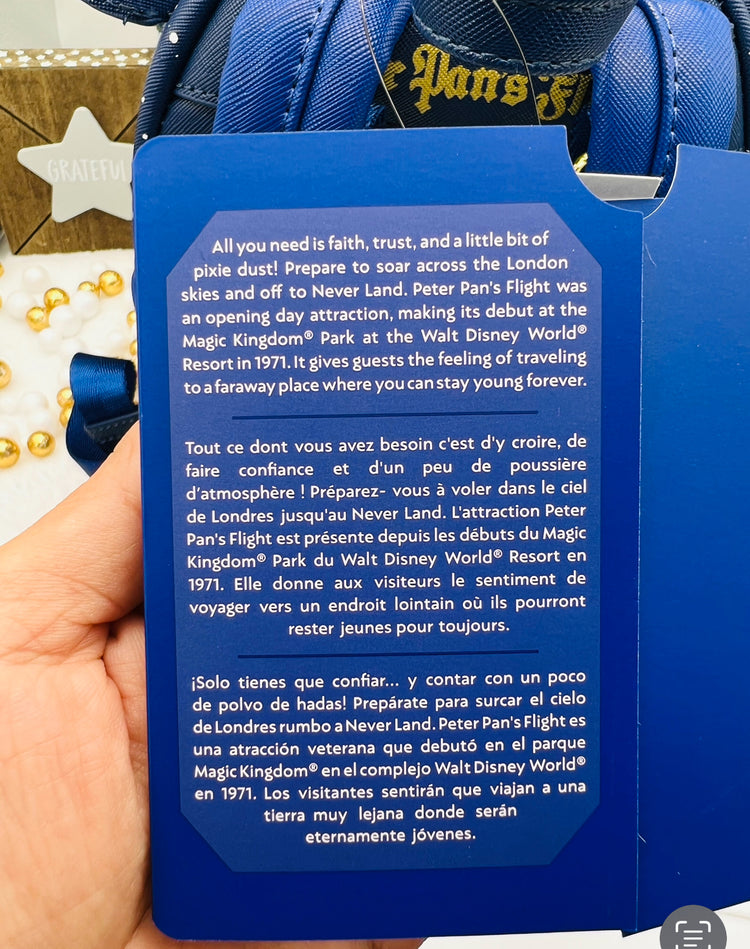 Pan's
GRATEFUL
All you need is faith, trust, and a little bit of
pixie dust! Prepare to soar across the London
skies and off to Never Land. Peter Pan's Flight was
an opening day attraction, making its debut at the
Magic Kingdom® Park at the Walt Disney World®
Resort in 1971. It gives guests the feeling of traveling
to a faraway place where you can stay young forever.
Tout ce dont vous avez besoin c'est d'y croire, de
faire confiance et d'un peu de poussière
d'atmosphère ! Préparez- vous à voler dans le ciel
de Londres jusqu'au Never Land. L'attraction Peter
Pan's Flight est présente depuis les débuts du Magic
Kingdom® Park du Walt Disney World® Resort en
1971. Elle donne aux visiteurs le sentiment de
voyager vers un endroit lointain où ils pourront
rester jeunes pour toujours.
¡Solo tienes que confiar... y contar con un poco
de polvo de hadas! Prepárate para surcar el cielo
de Londres rumbo a Never Land. Peter Pan's Flight es
una atracción veterana que debutó en el parque
Magic Kingdom® en el complejo Walt Disney World®
en 1971. Los visitantes sentirán que viajan a una
tierra muy lejana donde serán
eternamente jóvenes.